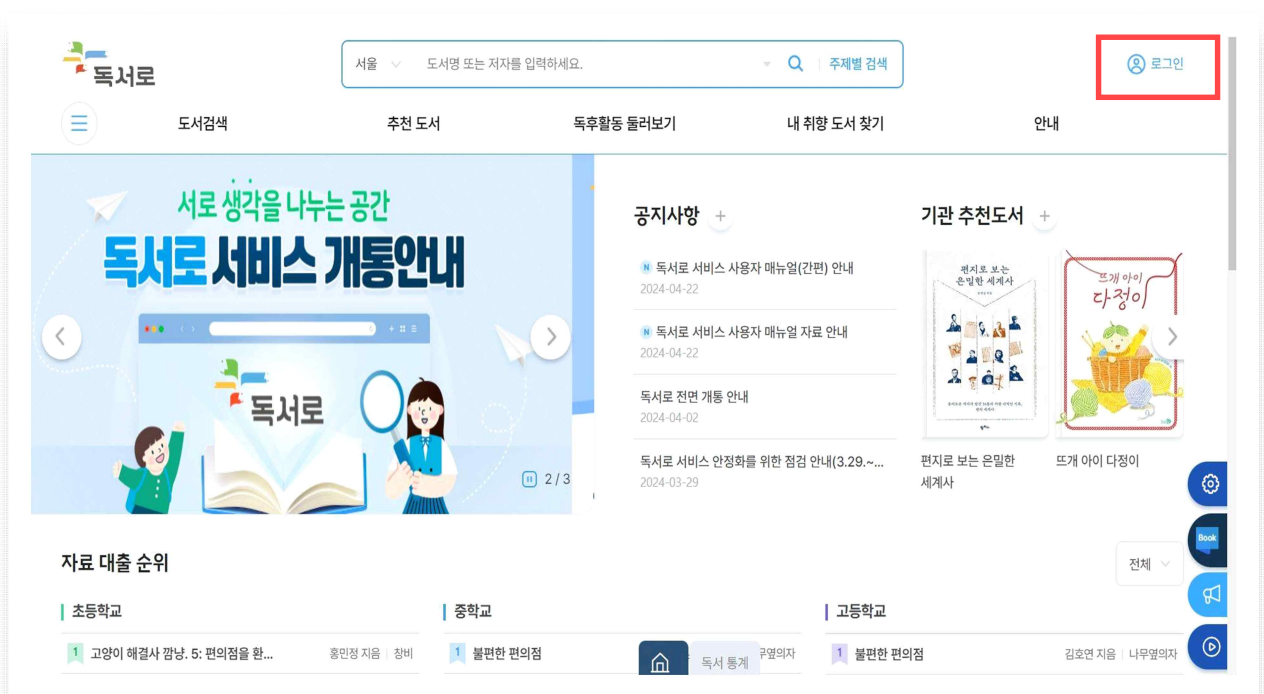 독서로
서울
도서명 또는 저자를 입력하세요.
주제별 검색
로그인
도서검색
추천 도서
독후활동 둘러보기
내 취향 도서 찾기
안내
서로 생각을 나누는 공간
독서로 서비스 개통안내
독서로
2 / 3
공지사항 +
N 독서로 서비스 사용자 매뉴얼(간편) 안내
2024-04-22
N 독서로 서비스 사용자 매뉴얼 자료 안내
2024-04-22
독서로 전면 개통 안내
2024-04-02
독서로 서비스 안정화를 위한 점검 안내(3.29.~...
2024-03-29
기관 추천도서 +
편지로 보는
은밀한 세계사
뜨개 아이
다정이
편지로 보는 은밀한
세계사
뜨개 아이 다정이
Book
자료 대출 순위
전체
초등학교
1 고양이 해결사 깜냥. 5: 편의점을 환...
홍민정 지음 | 창비
중학교
1 불편한 편의점
무옆의자
고등학교
1 불편한 편의점
김호연 지음 | 나무옆의자
독서 통계